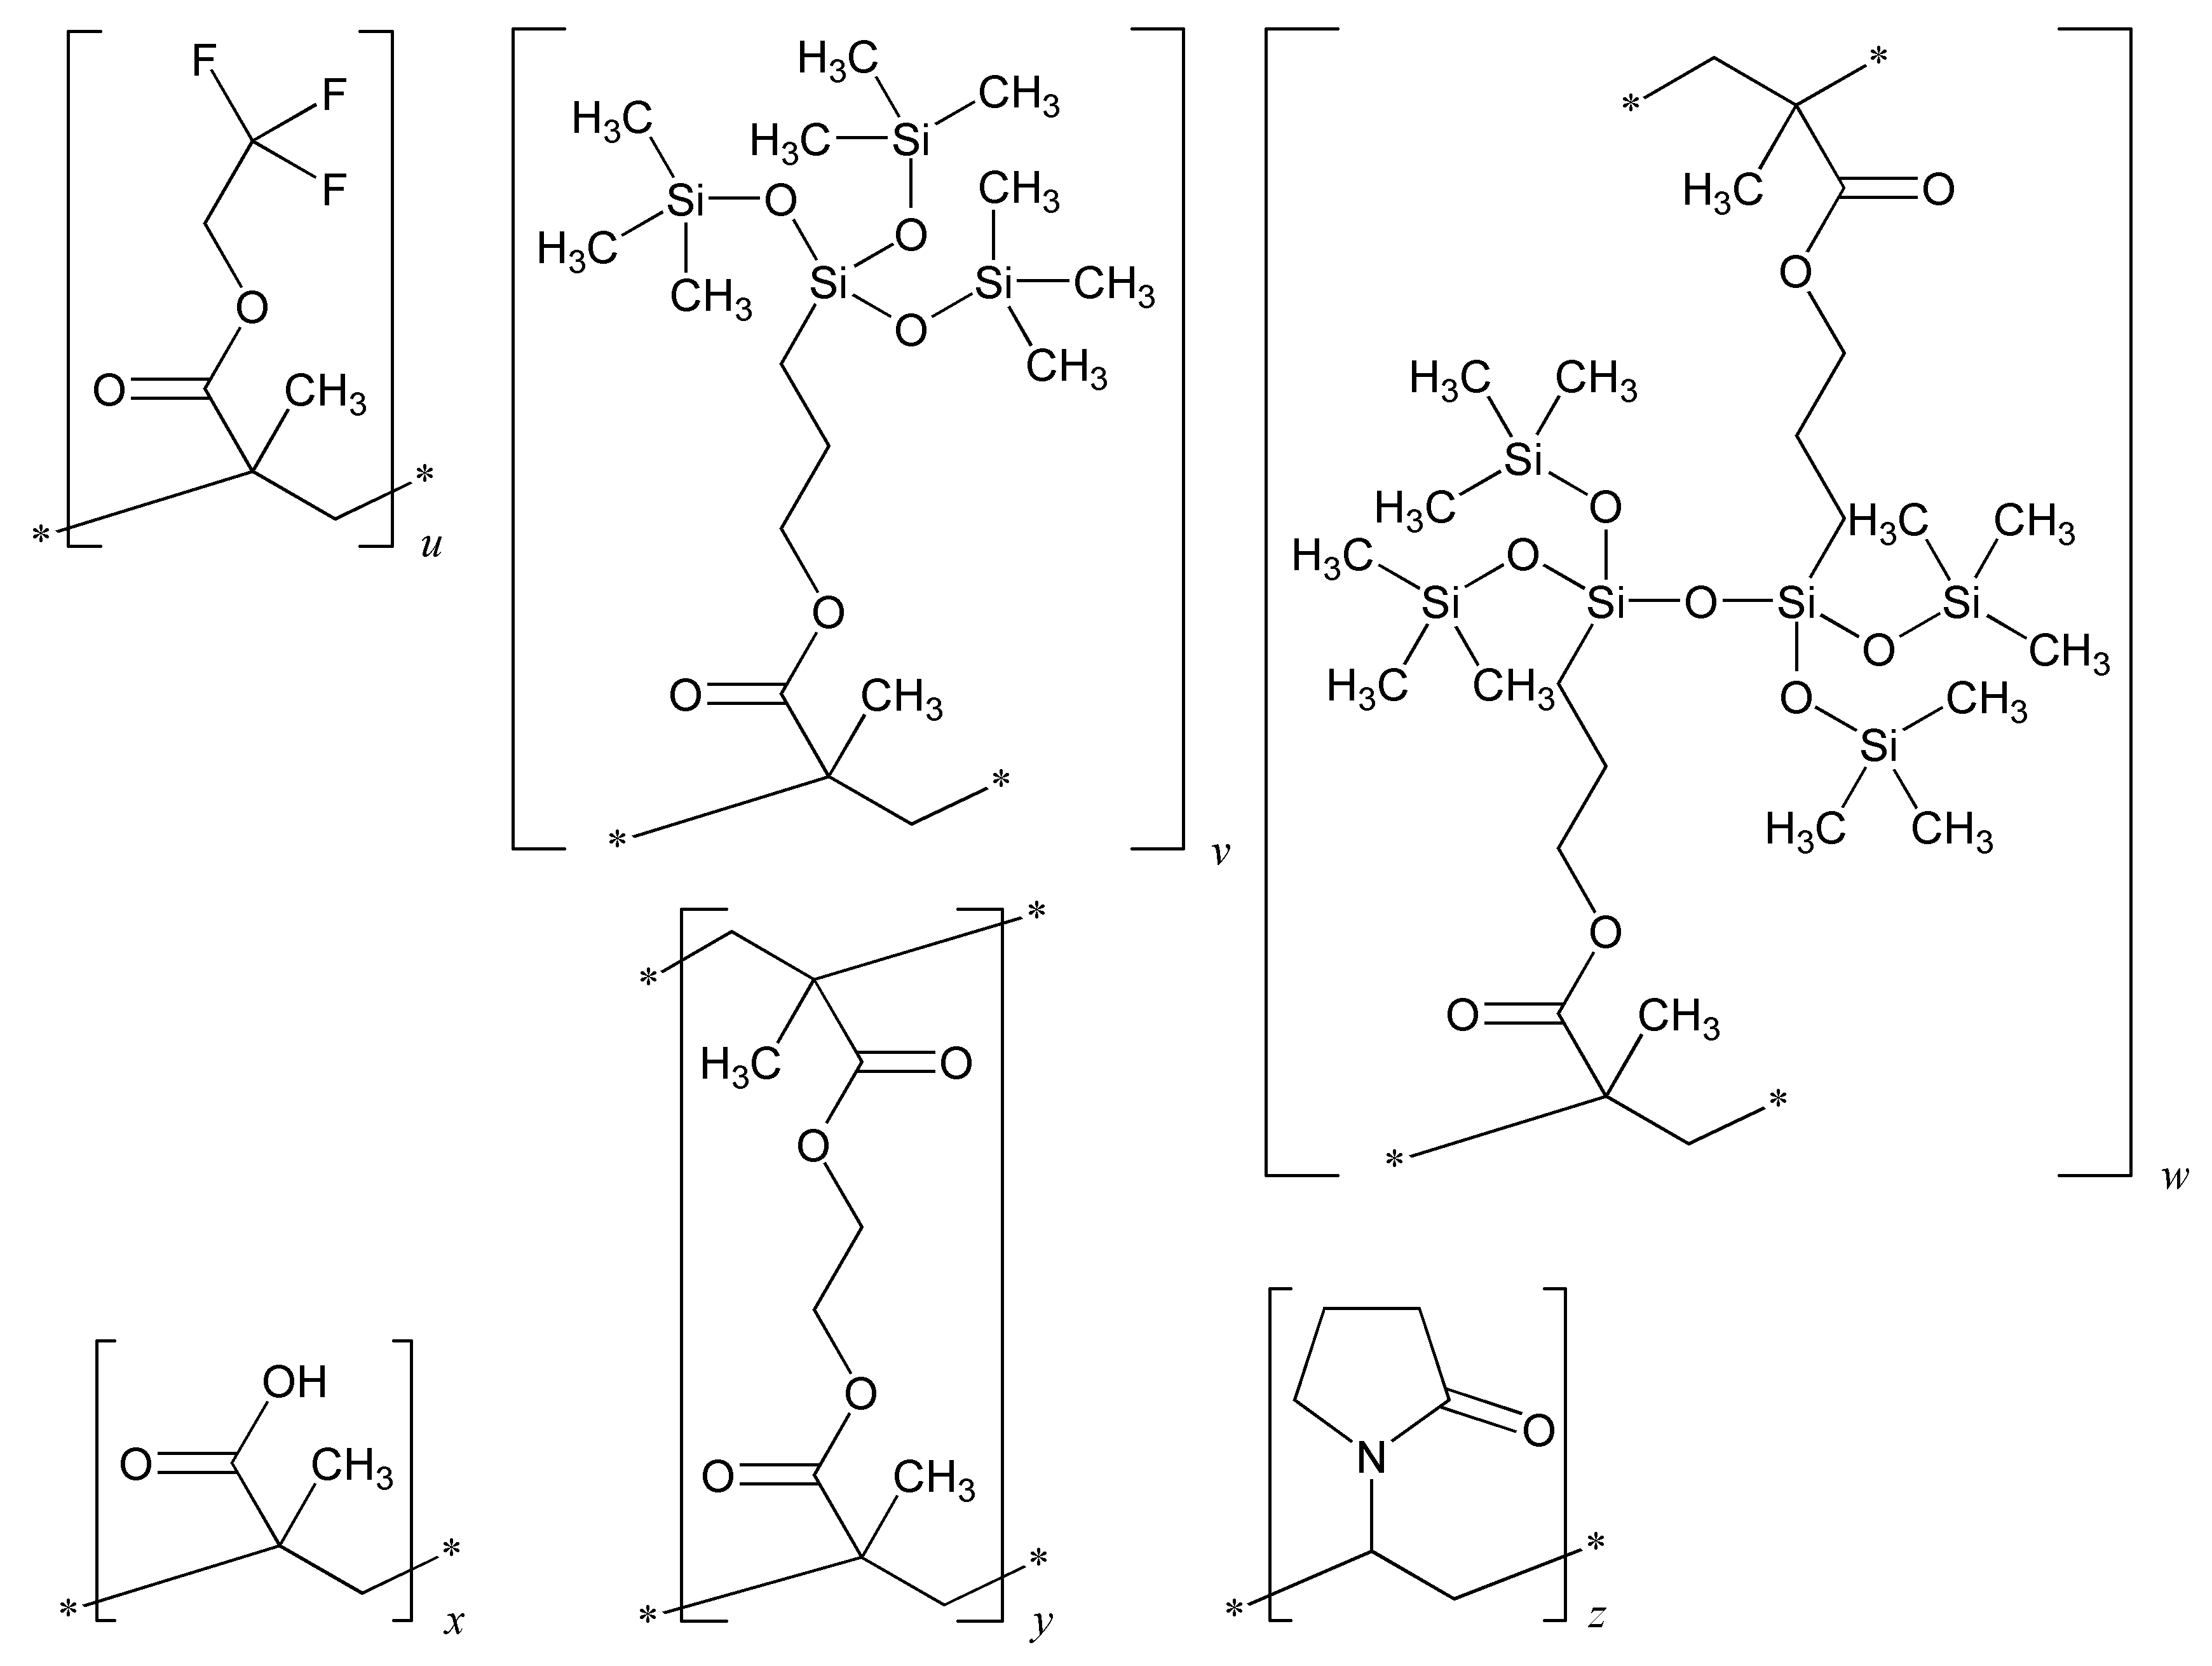 F
F
F
O
O CH3
*
*
u
H3C
CH3
H3C
H3C Si
CH3
Si O
O
H3C
Si Si CH3
CH3
O
CH3
O
O CH3
*
*
v
*
*
H3C O
O
H3C CH3
Si
H3C O
H3C CH3
H3C O
Si Si O Si Si
O CH3
H3C CH3 O CH3
Si
H3C CH3
O
O CH3
*
*
w
OH
O CH3
*
*
x
*
*
H3C O
O
O
O CH3
*
*
y
O
N
*
*
z